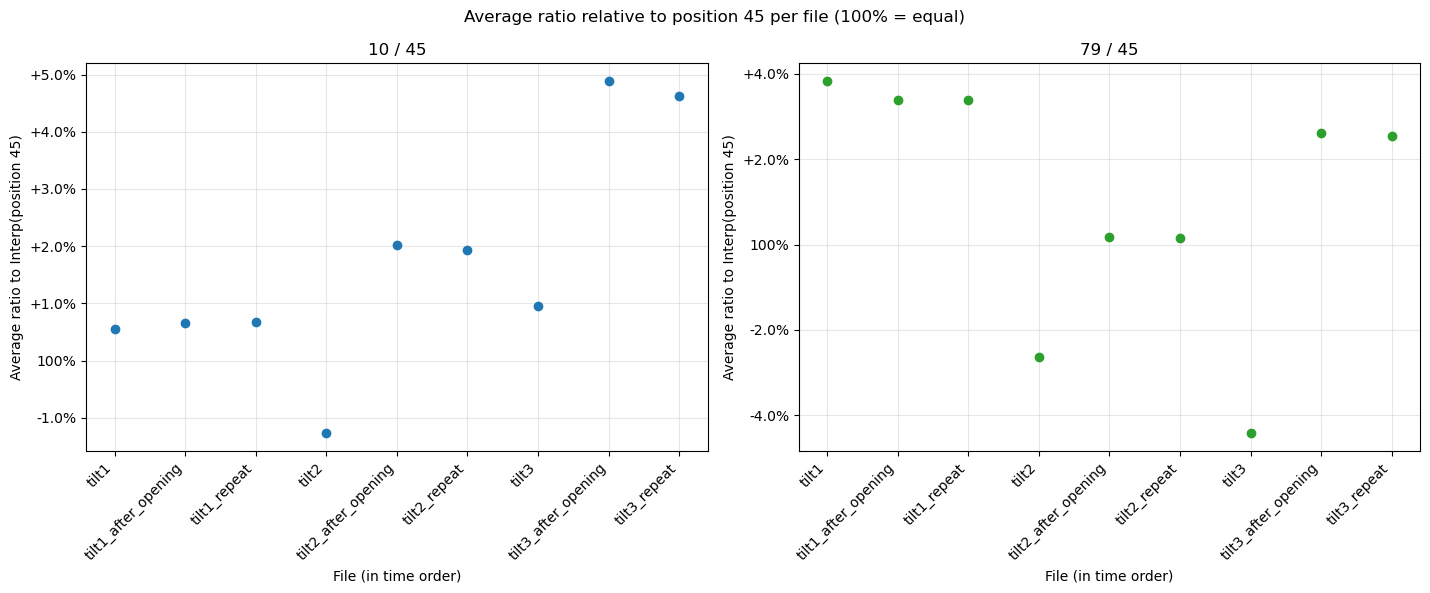 Average ratio relative to position 45 per file (100% = equal)
10 / 45
+5.0%
+4.0%
+3.0%
+2.0%
+1.0%
100%
-1.0%
Average ratio to Interp(position 45)
tilt1
tilt1_after_opening
tilt1_repeat
tilt2
tilt2_after_opening
tilt2_repeat
tilt3
tilt3_after_opening
tilt3_repeat
File (in time order)
79 / 45
+4.0%
+2.0%
100%
-2.0%
-4.0%
Average ratio to Interp(position 45)
tilt1
tilt1_after_opening
tilt1_repeat
tilt2
tilt2_after_opening
tilt2_repeat
tilt3
tilt3_after_opening
tilt3_repeat
File (in time order)